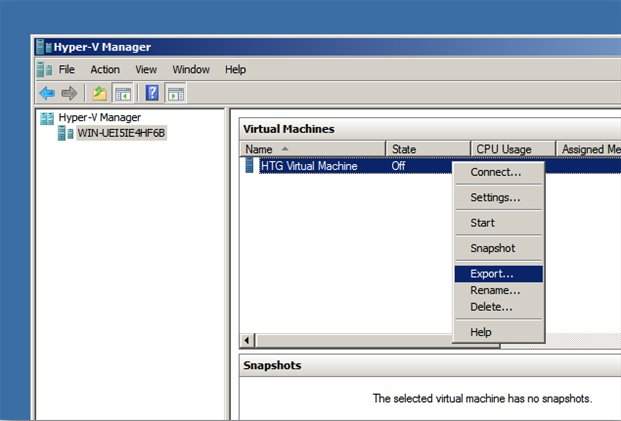 Hyper-V Manager
File Action View Window Help
Hyper-V Manager
WIN-UEI5IE4HF6B
Virtual Machines
Name State CPU Usage Assigned Me
HTG Virtual Machine Off
Connect...
Settings...
Start
Snapshot
Export...
Rename...
Delete...
Help
Snapshots
The selected virtual machine has no snapshots.